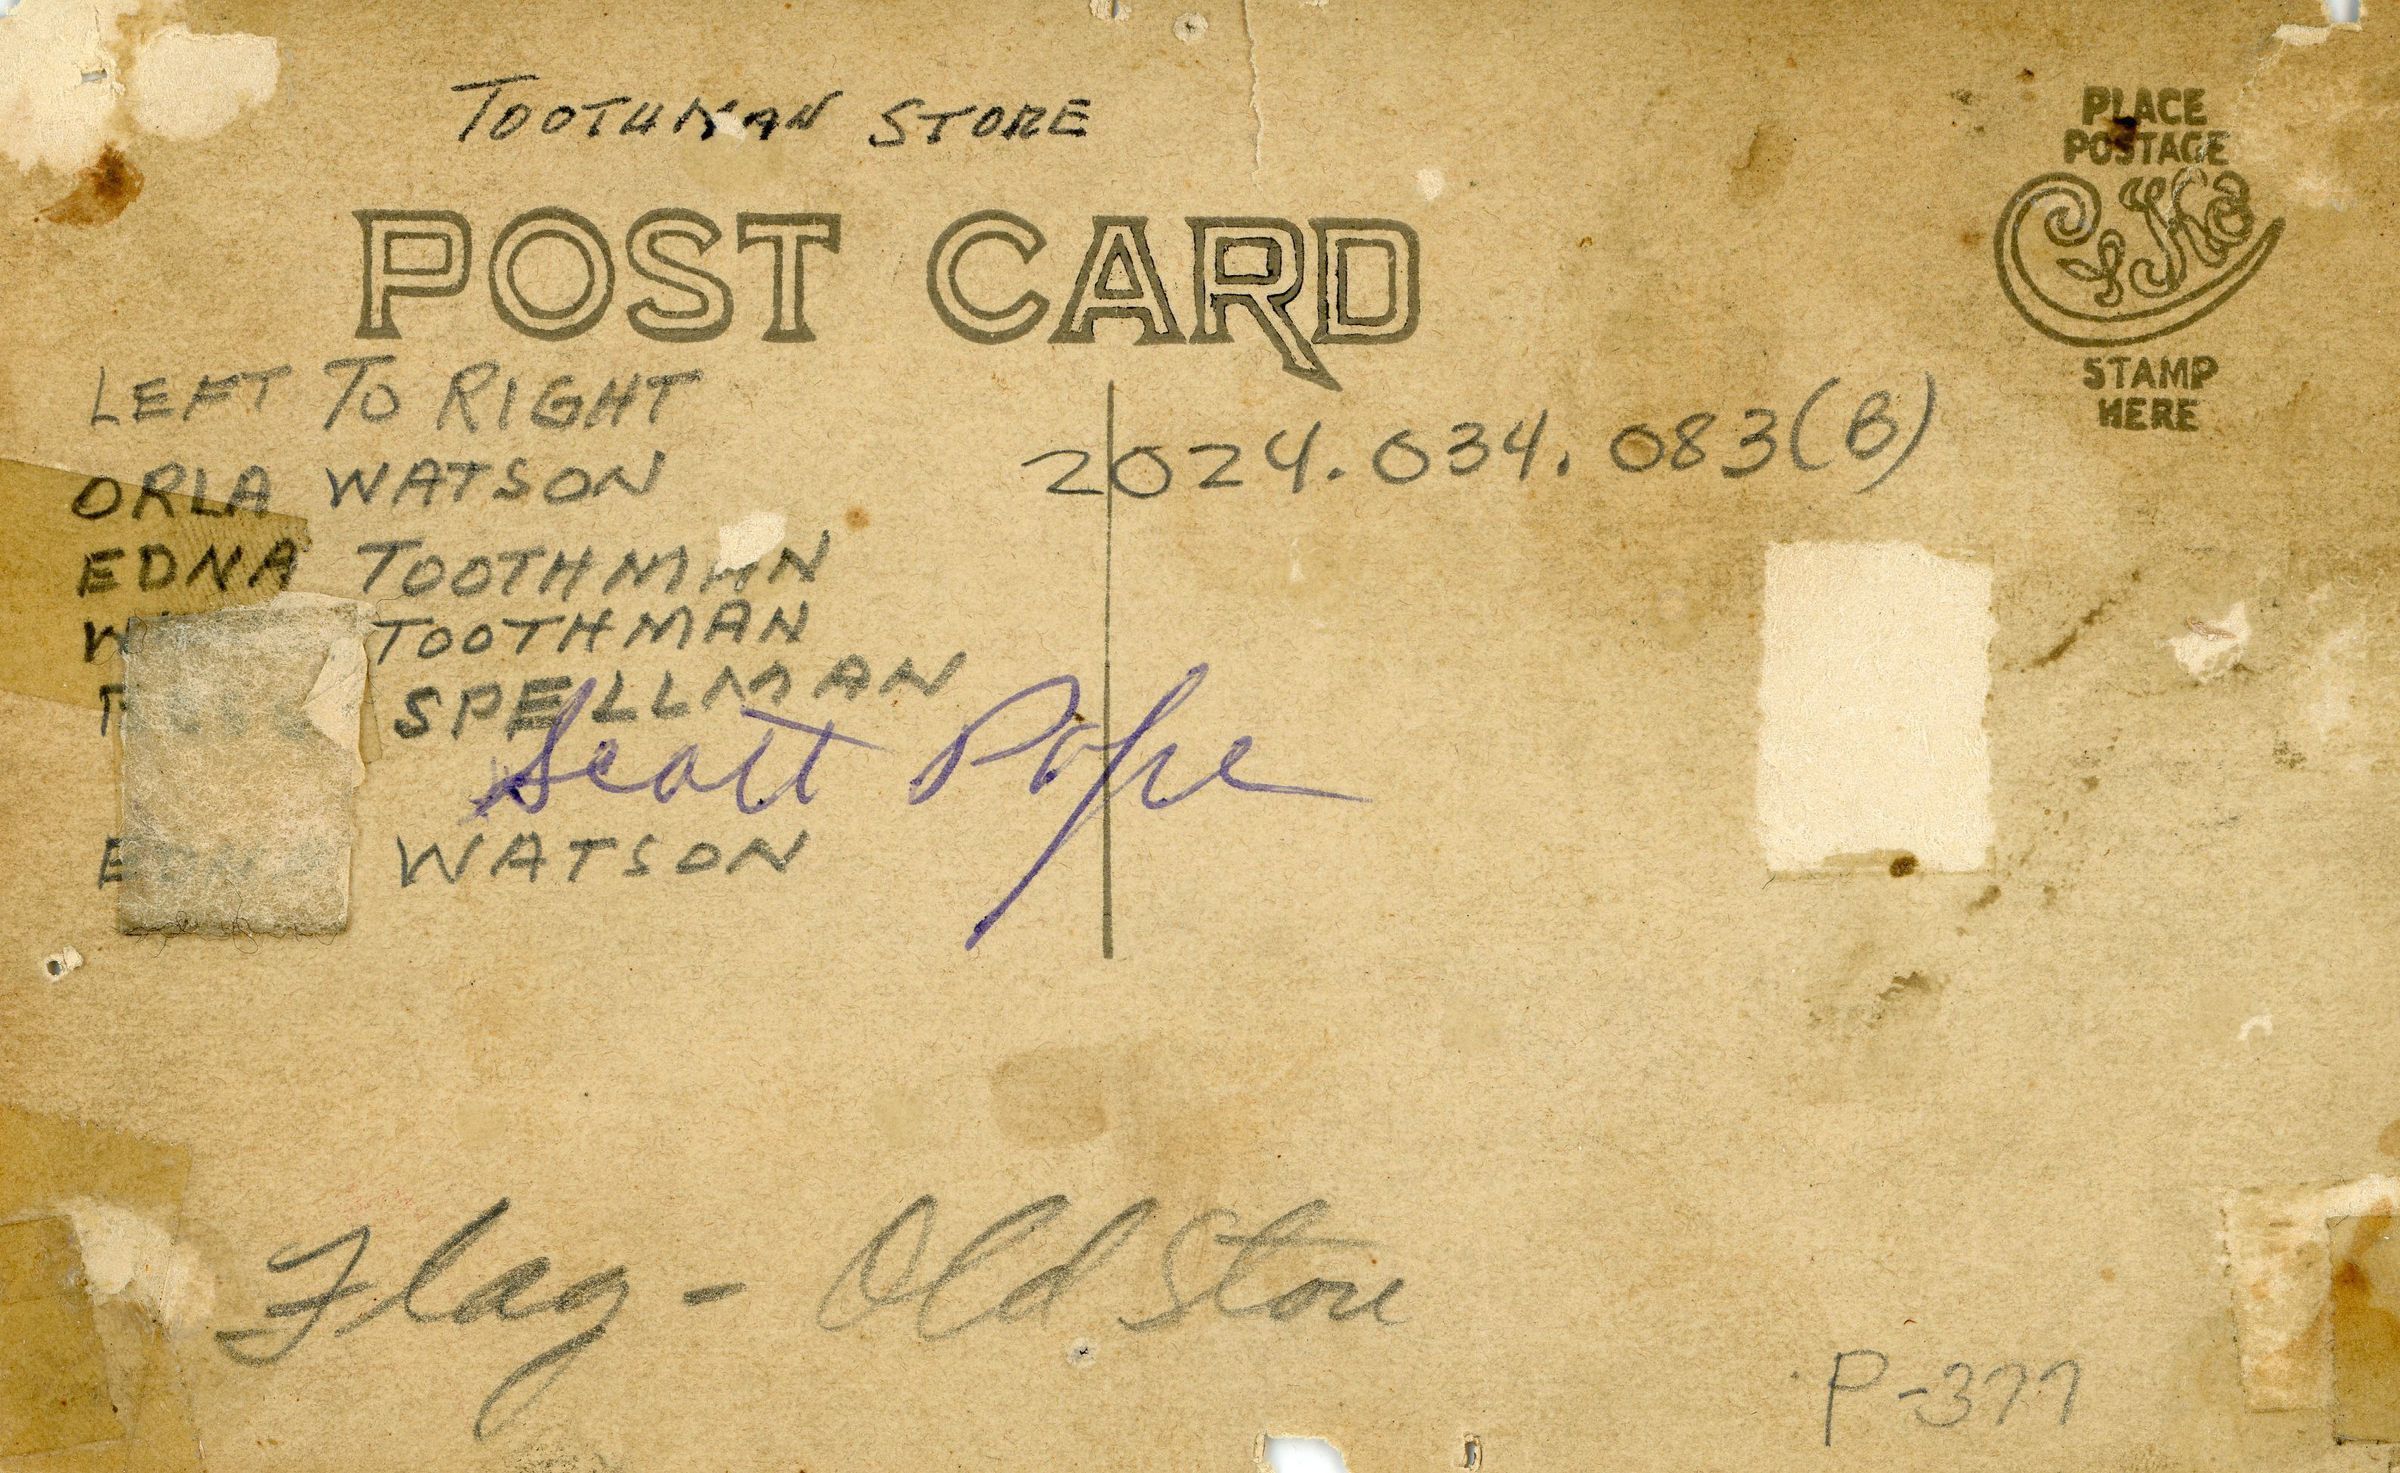 TOOTHMAN STORE
PLACE
POSTAGE
STAMP
HERE
POST CARD
LEFT TO RIGHT
2024.034.083(B)
ORLA WATSON
EDNA TOOTHMAN
TOOTHMAN
SPELLMAN
Scott Pope
WATSON
Flag - Old Store
P-377